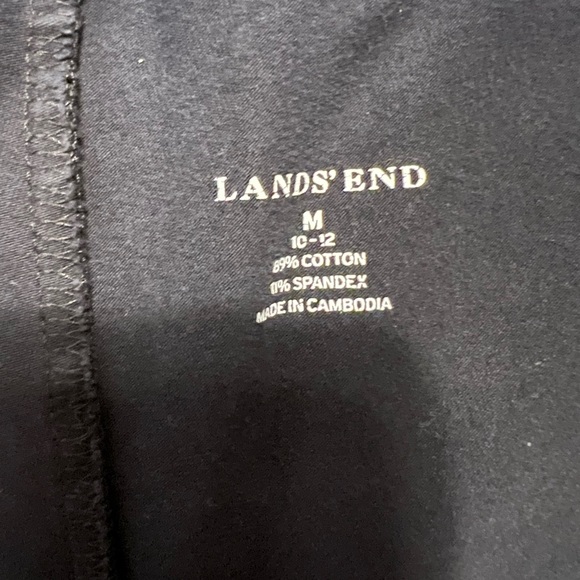 LANDS' END
M
10-12
89% COTTON
11% SPANDEX
MADE IN CAMBODIA